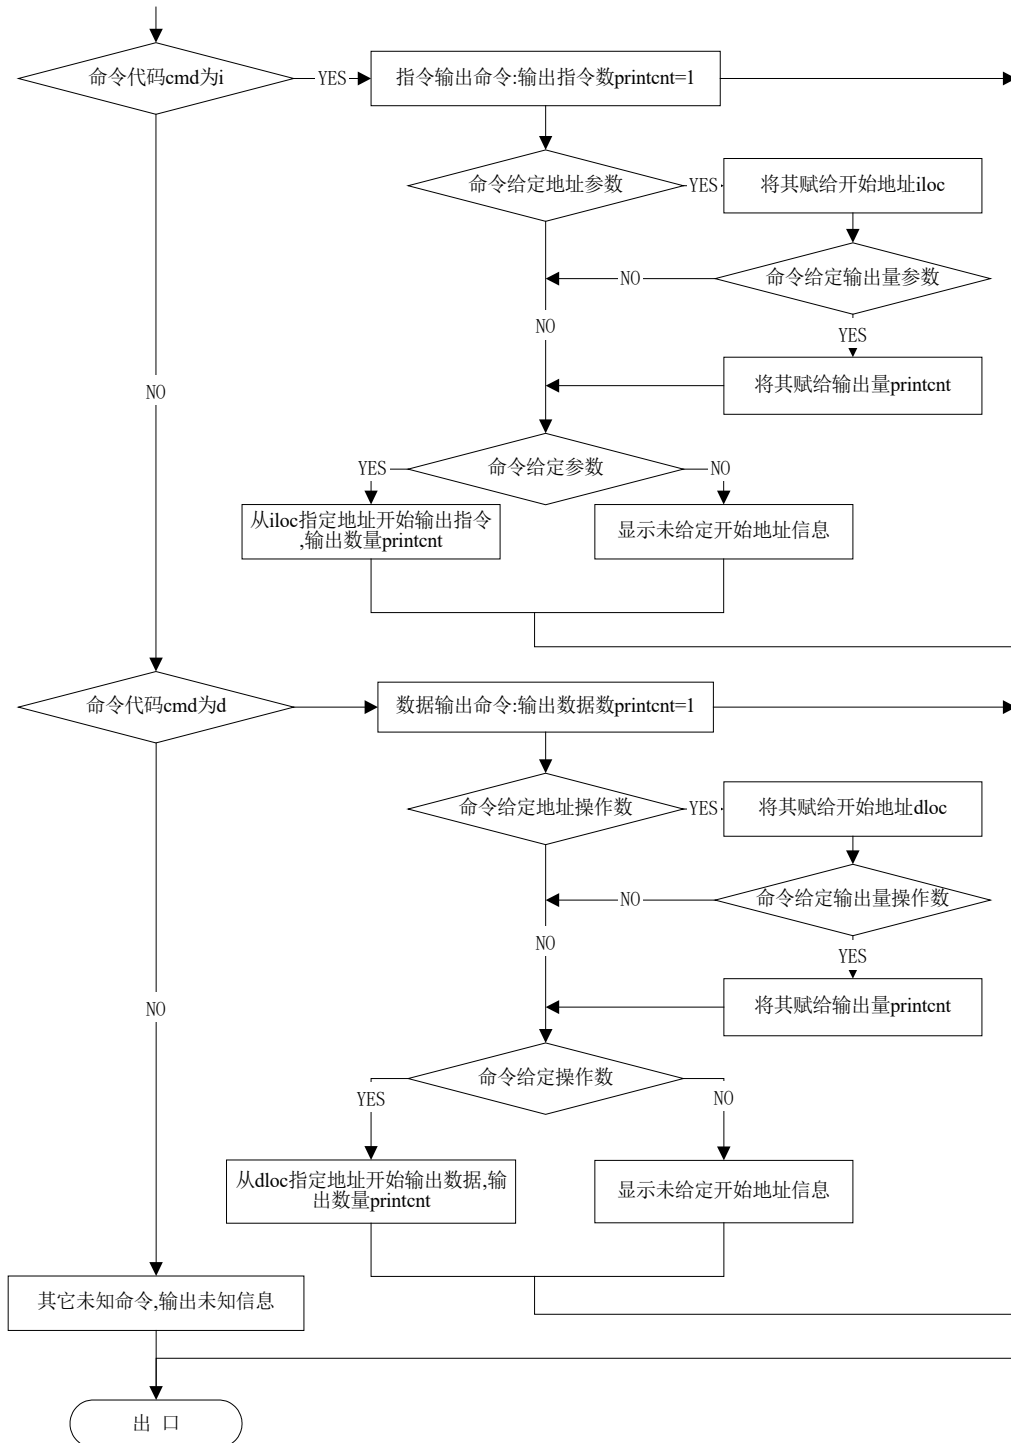 命令代码cmd为i
YES
指令输出命令:输出指令数printcnt=1
命令给定地址参数
YES
将其赋给开始地址iloc
NO
命令给定输出量参数
NO
YES
将其赋给输出量printcnt
NO
命令给定参数
YES
NO
从iloc指定地址开始输出指令
,输出数量printcnt
显示未给定开始地址信息
命令代码cmd为d
数据输出命令:输出数据数printcnt=1
命令给定地址操作数
YES
将其赋给开始地址dloc
NO
命令给定输出量操作数
NO
YES
将其赋给输出量printcnt
NO
命令给定操作数
YES
NO
从dloc指定地址开始输出数据,输
出数量printcnt
显示未给定开始地址信息
其它未知命令,输出未知信息
出 口